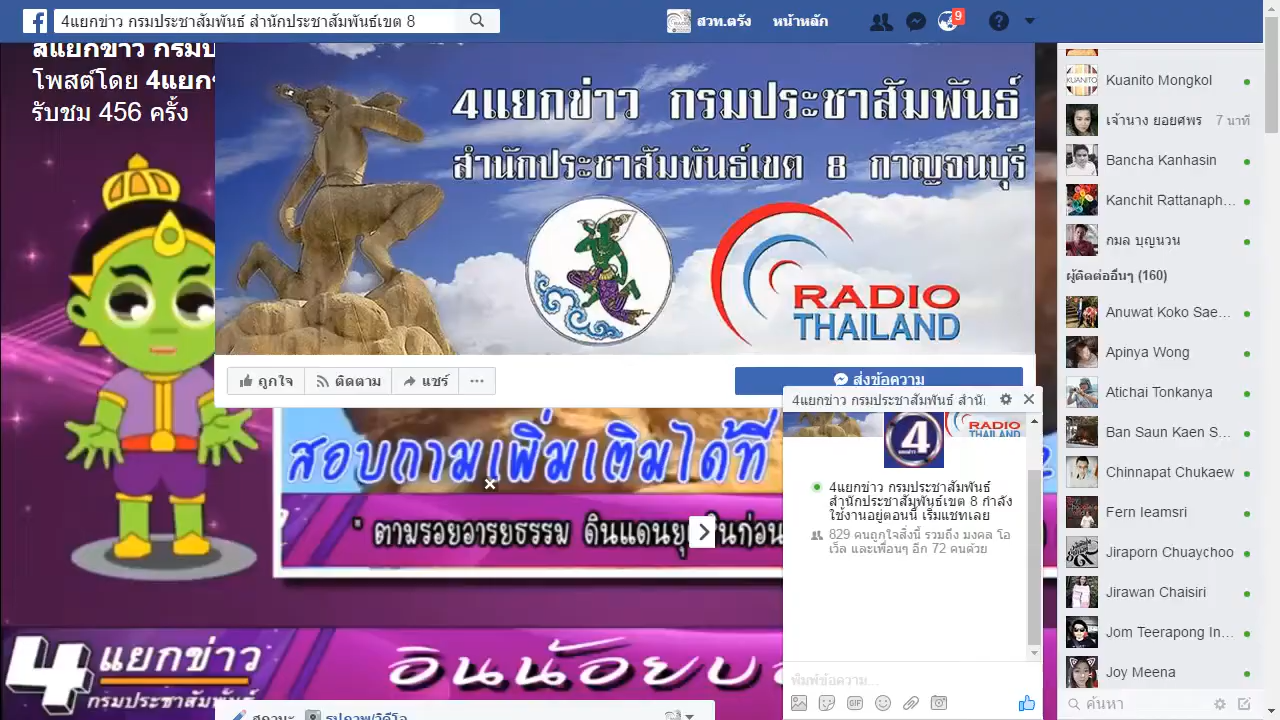 4แยกข่าว กรมประชาสัมพันธ์ สำนักประชาสัมพันธ์เขต 8
สวท.ตรัง
หน้าหลัก
9
โพสต์โดย 4แยกข
รับชม 456 ครั้ง
4แยกข่าว กรมประชาสัมพันธ์
สำนักประชาสัมพันธ์เขต 8 กาญจนบุรี
RADIO
THAILAND
ถูกใจ
ติดตาม
แชร์
ส่งข้อความ
สอบถามเพิ่มเติมได้ที่
" ตามรอยอารยธรรม ดินแดนยุ
นก่อน
4 แยกข่าว
กรมประชาสัมพันธ์
อินน้อยบ
สถานะ
รูปภาพ/วิดีโอ
4แยกข่าว กรมประชาสัมพันธ์ สำนั
4
RADIO
THAILAND
4แยกข่าว กรมประชาสัมพันธ์
สำนักประชาสัมพันธ์เขต 8 กำลัง
ใช้งานอยู่ตอนนี้ เริ่มแชทเลย
829 คนถูกใจสิ่งนี้ รวมถึง มงคล โอ
เว็ล และเพื่อนๆ อีก 72 คนด้วย
พิมพ์ข้อความ...
GIF
Kuanito Mongkol
เจ้านาง ยอยศพร 7 นาที
Bancha Kanhasin
Kanchit Rattanaph...
กมล บุญนวน
ผู้ติดต่ออื่นๆ (160)
Anuwat Koko Sae...
Apinya Wong
Atichai Tonkanya
Ban Saun Kaen S...
Chinnapat Chukaew
Fern Ieamsri
Jiraporn Chuaychoo
Jirawan Chaisiri
Jom Teerapong In...
Joy Meena
ค้นหา